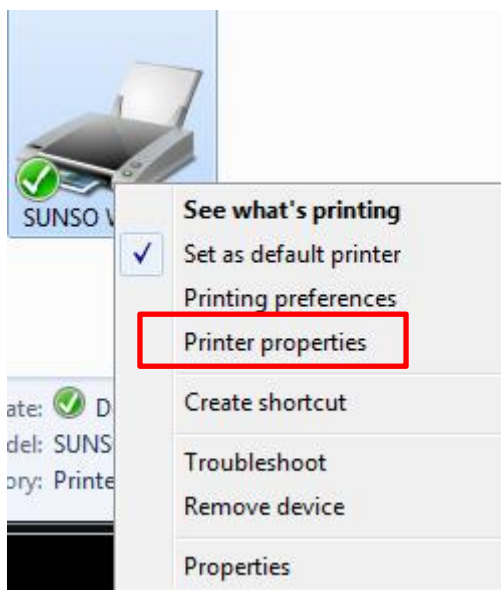 SUNSO
See what's printing
Set as default printer
Printing preferences
Printer properties
Create shortcut
ate: D
del: SUNS
ory: Printe
Troubleshoot
Remove device
Properties